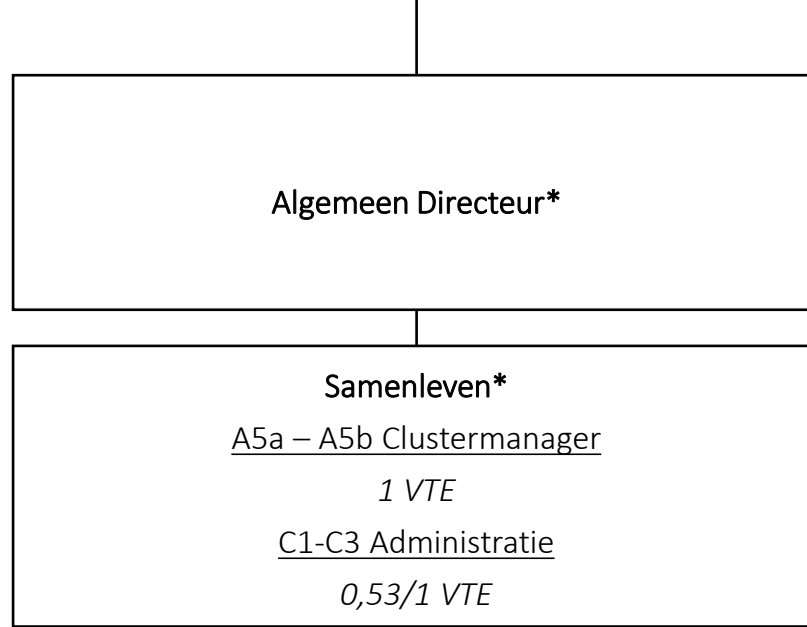 Algemeen Directeur*
Samenleven*
A5a – A5b Clustermanager
1 VTE
C1-C3 Administratie
0,53/1 VTE